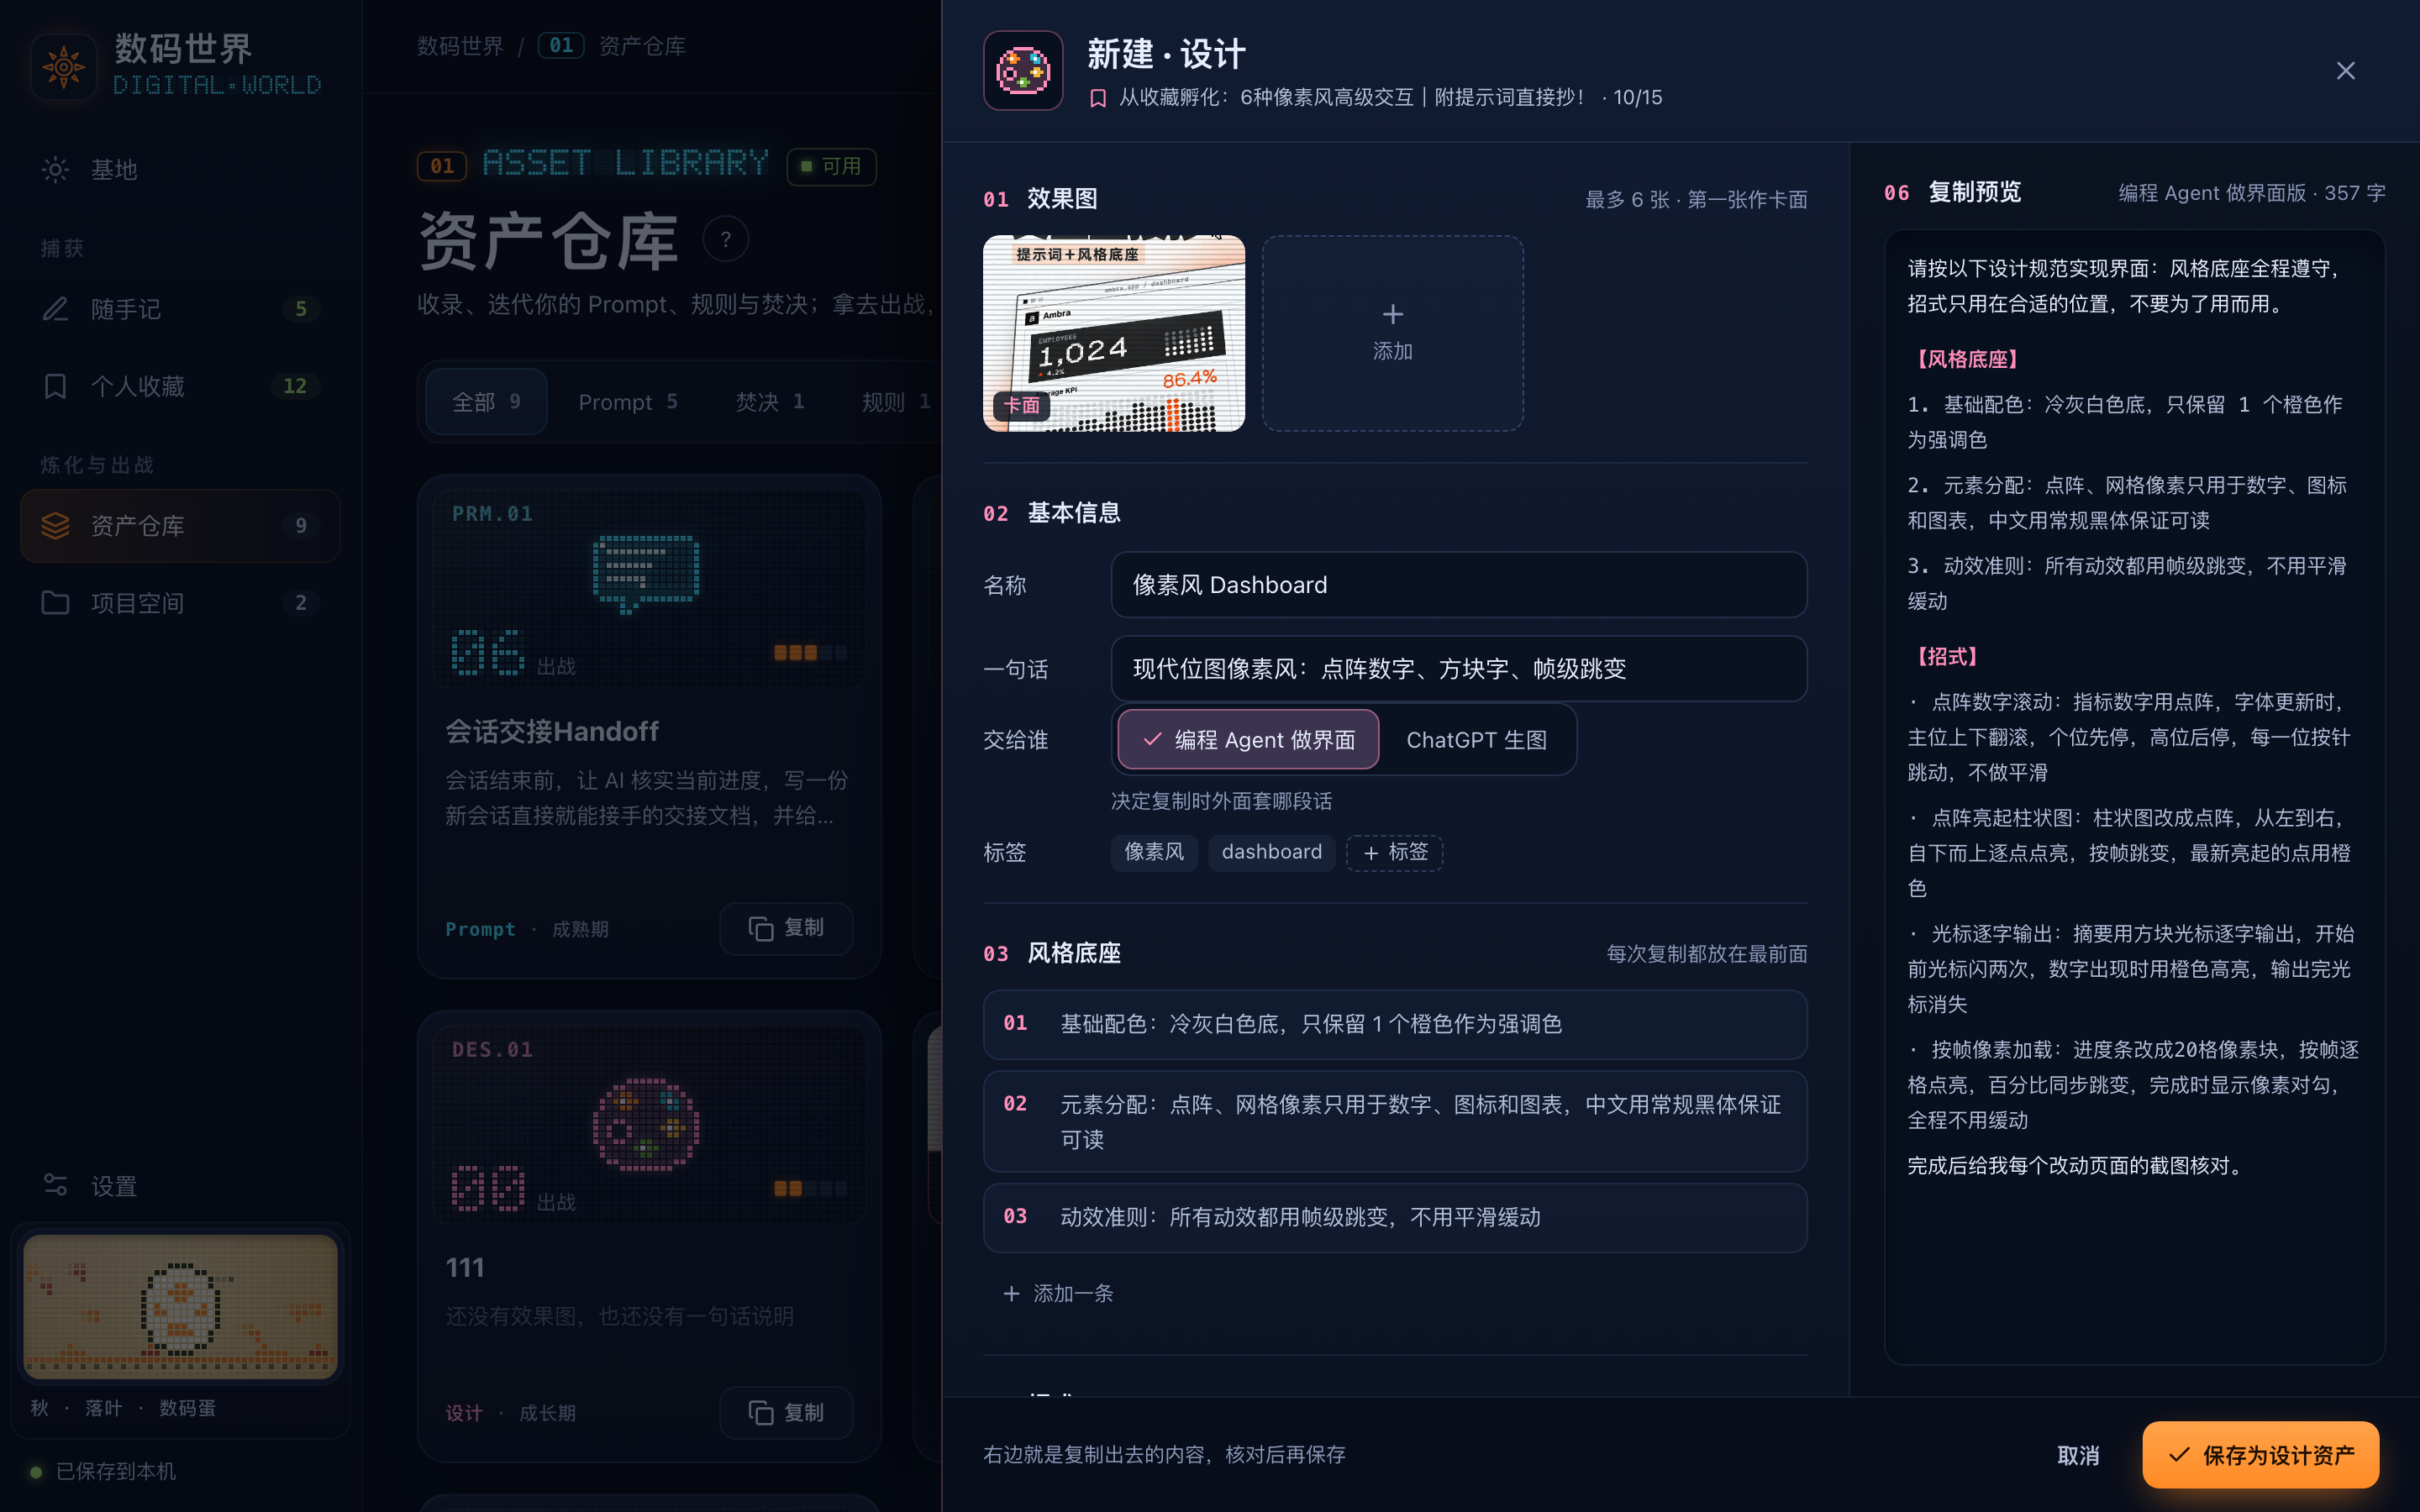 数码世界
DIGITAL·WORLD
基地
捕获
随手记 5
个人收藏 12
炼化与出战
资产仓库 9
项目空间 2
设置
秋 · 落叶 · 数码蛋
已保存到本机
数码世界 / 01 资产仓库
01 ASSET LIBRARY 可用
资产仓库 ?
收录、迭代你的 Prompt、规则与焚决；拿去出战，
全部 9 Prompt 5 焚决 1 规则 1
PRM.01
06 出战
会话交接Handoff
会话结束前，让 AI 核实当前进度，写一份
新会话直接就能接手的交接文档，并给...
Prompt · 成熟期 复制
DES.01
00 出战
111
还没有效果图，也还没有一句话说明
设计 · 成长期 复制
新建 · 设计
从收藏孵化：6种像素风高级交互｜附提示词直接抄！ · 10/15
01 效果图 最多 6 张 · 第一张作卡面
提示词＋风格底座
ambra.app / dashboard
a Ambra
EMPLOYEES
1,024
4.2%
86.4%
卡面
添加
02 基本信息
名称 像素风 Dashboard
一句话 现代位图像素风：点阵数字、方块字、帧级跳变
交给谁 编程 Agent 做界面 ChatGPT 生图
决定复制时外面套哪段话
标签 像素风 dashboard + 标签
03 风格底座 每次复制都放在最前面
01 基础配色：冷灰白色底，只保留 1 个橙色作为强调色
02 元素分配：点阵、网格像素只用于数字、图标和图表，中文用常规黑体保证
可读
03 动效准则：所有动效都用帧级跳变，不用平滑缓动
+ 添加一条
06 复制预览 编程 Agent 做界面版 · 357 字
请按以下设计规范实现界面：风格底座全程遵守，
招式只用在合适的位置，不要为了用而用。
【风格底座】
1. 基础配色：冷灰白色底，只保留 1 个橙色作
为强调色
2. 元素分配：点阵、网格像素只用于数字、图标
和图表，中文用常规黑体保证可读
3. 动效准则：所有动效都用帧级跳变，不用平滑
缓动
【招式】
· 点阵数字滚动：指标数字用点阵，字体更新时，
主位上下翻滚，个位先停，高位后停，每一位按针
跳动，不做平滑
· 点阵亮起柱状图：柱状图改成点阵，从左到右，
自下而上逐点点亮，按帧跳变，最新亮起的点用橙
色
· 光标逐字输出：摘要用方块光标逐字输出，开始
前光标闪两次，数字出现时用橙色高亮，输出完光
标消失
· 按帧像素加载：进度条改成20格像素块，按帧逐
格点亮，百分比同步跳变，完成时显示像素对勾，
全程不用缓动
完成后给我每个改动页面的截图核对。
右边就是复制出去的内容，核对后再保存
取消 保存为设计资产